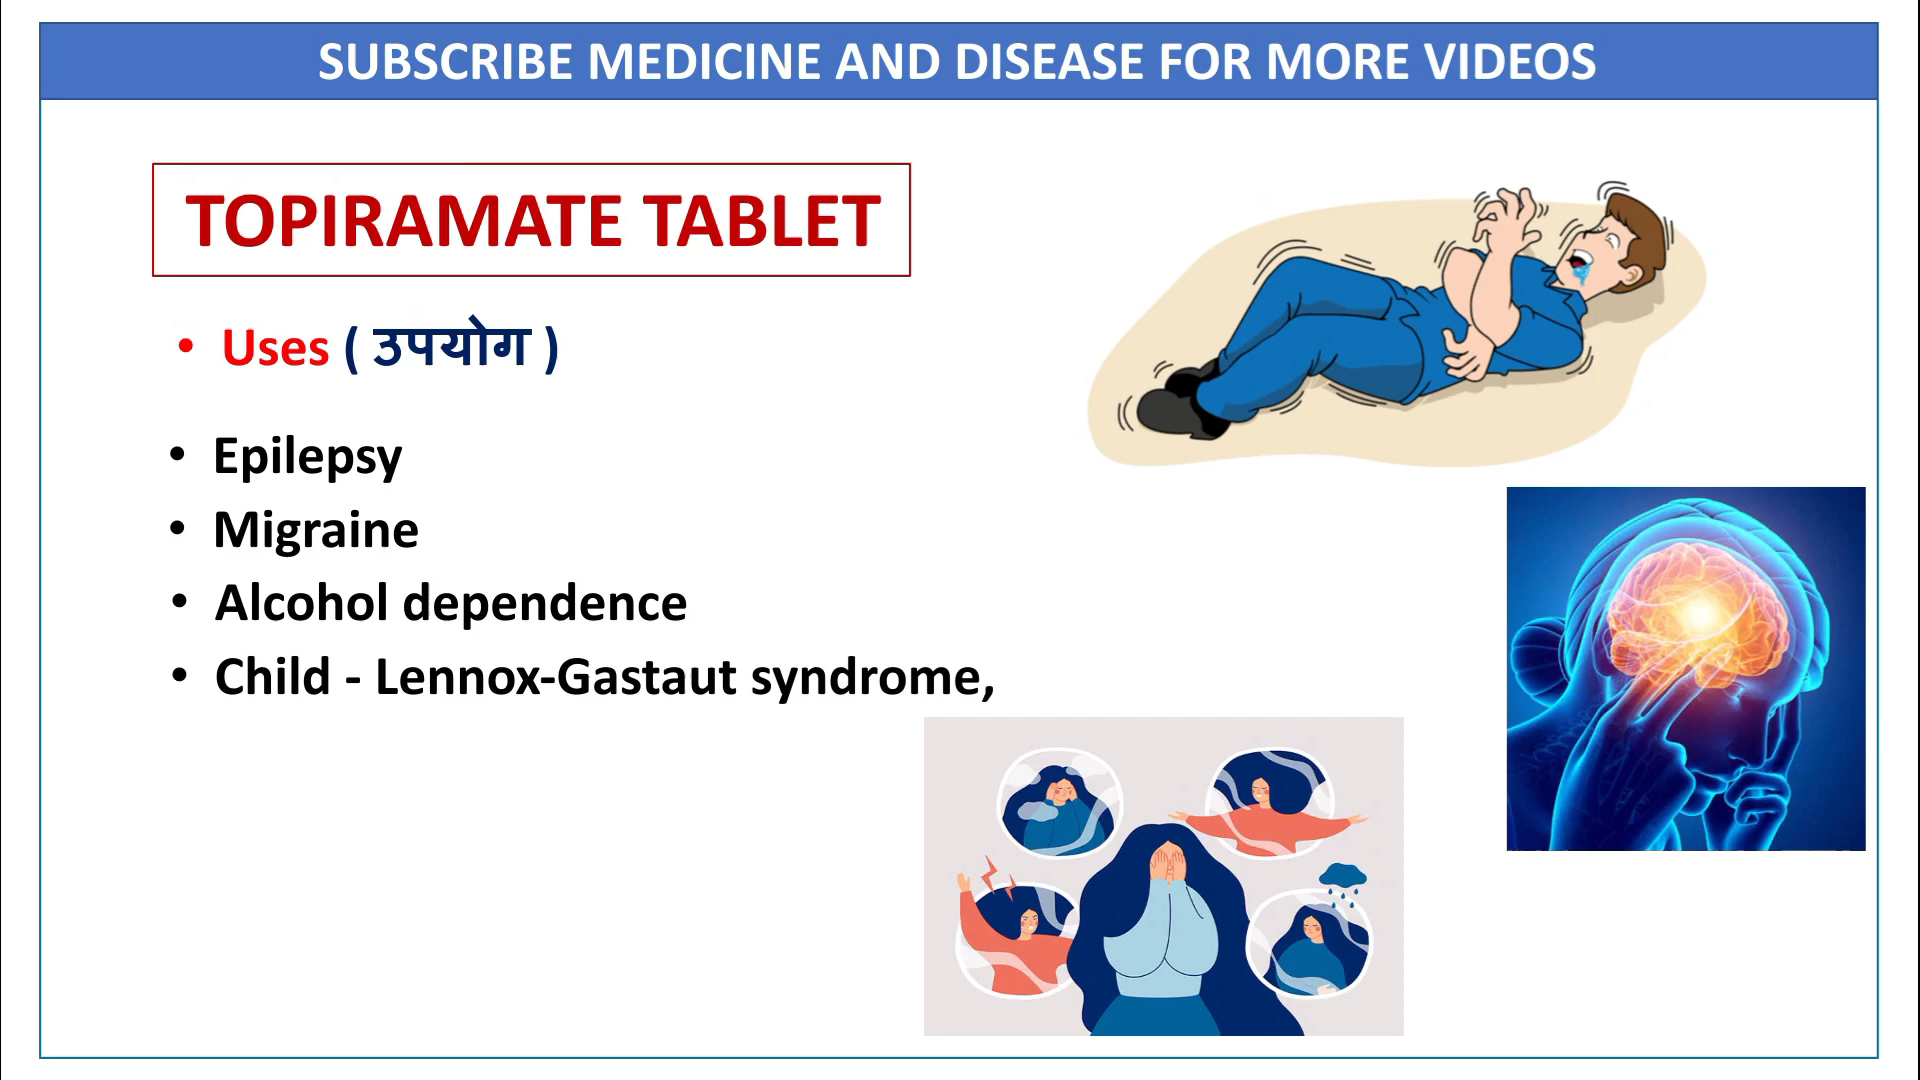 SUBSCRIBE MEDICINE AND DISEASE FOR MORE VIDEOS
TOPIRAMATE TABLET
• Uses ( उपयोग )
• Epilepsy
• Migraine
• Alcohol dependence
• Child - Lennox-Gastaut syndrome,